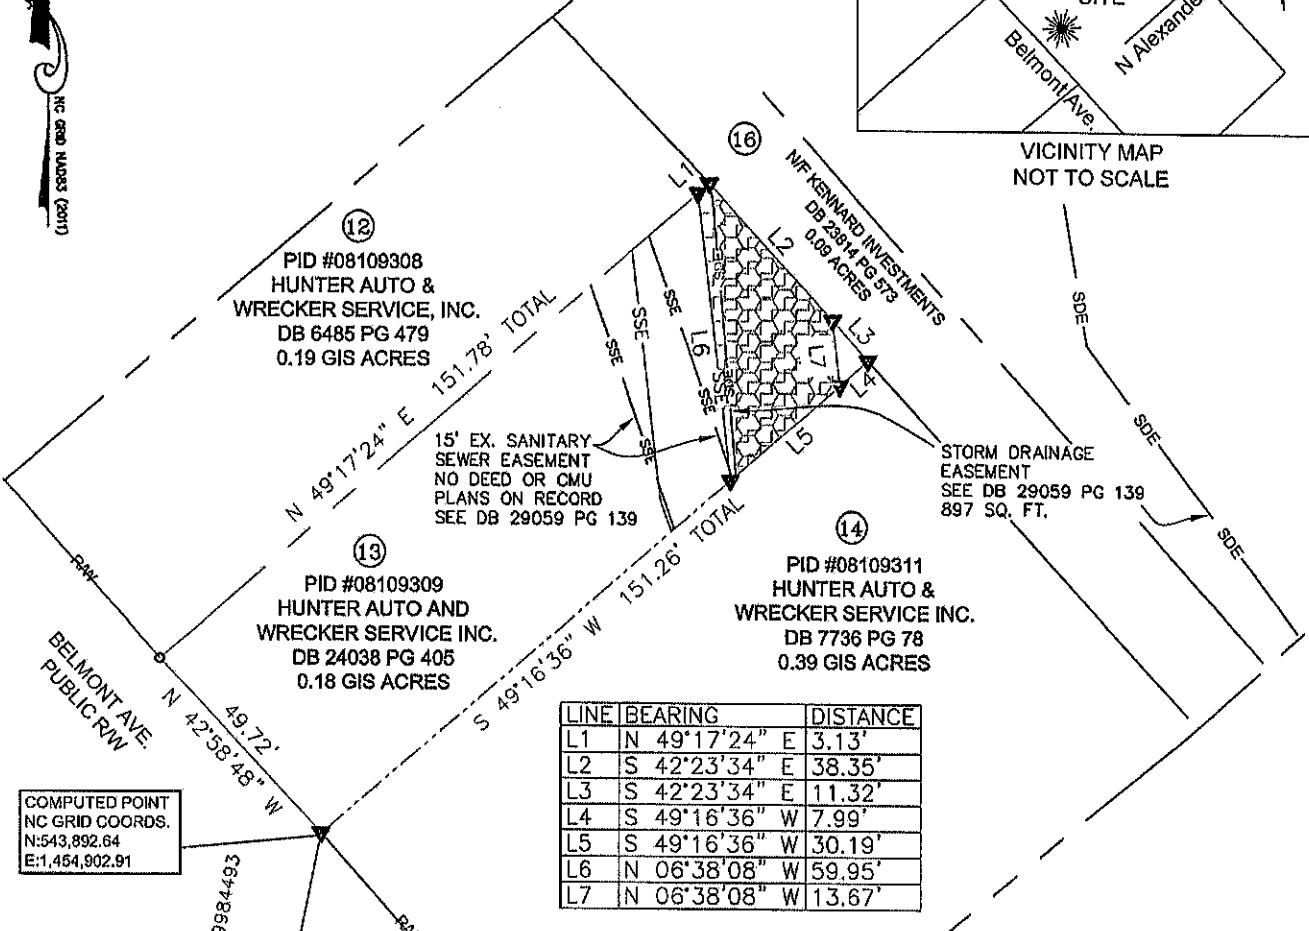 NC GRID NAD83 (2011)
Belmont Ave.
VICINITY MAP
NOT TO SCALE
16
N/F KENNARD INVESTMENTS
DB 23814 PG 573
0.09 ACRES
12
PID #08109308
HUNTER AUTO &
WRECKER SERVICE, INC.
DB 6485 PG 479
0.19 GIS ACRES
L1
L2
L3
L4
L5
L6
L7
SDE
SDE
SDE
SDE
SSE
SSE
SSE
SSE
SSE
SSE
N 49°17'24" E 151.78' TOTAL
15' EX. SANITARY
SEWER EASEMENT
NO DEED OR CMU
PLANS ON RECORD
SEE DB 29059 PG 139
STORM DRAINAGE
EASEMENT
SEE DB 29059 PG 139
897 SQ. FT.
13
PID #08109309
HUNTER AUTO AND
WRECKER SERVICE INC.
DB 24038 PG 405
0.18 GIS ACRES
14
PID #08109311
HUNTER AUTO &
WRECKER SERVICE INC.
DB 7736 PG 78
0.39 GIS ACRES
S 49°16'36" W 151.26' TOTAL
R/W
BELMONT AVE.
PUBLIC R/W
49.72'
N 42°58'48" W
COMPUTED POINT
NC GRID COORDS.
N:543,892.64
E:1,454,902.91
LINE BEARING DISTANCE
L1 N 49°17'24" E 3.13'
L2 S 42°23'34" E 38.35'
L3 S 42°23'34" E 11.32'
L4 S 49°16'36" W 7.99'
L5 S 49°16'36" W 30.19'
L6 N 06°38'08" W 59.95'
L7 N 06°38'08" W 13.67'